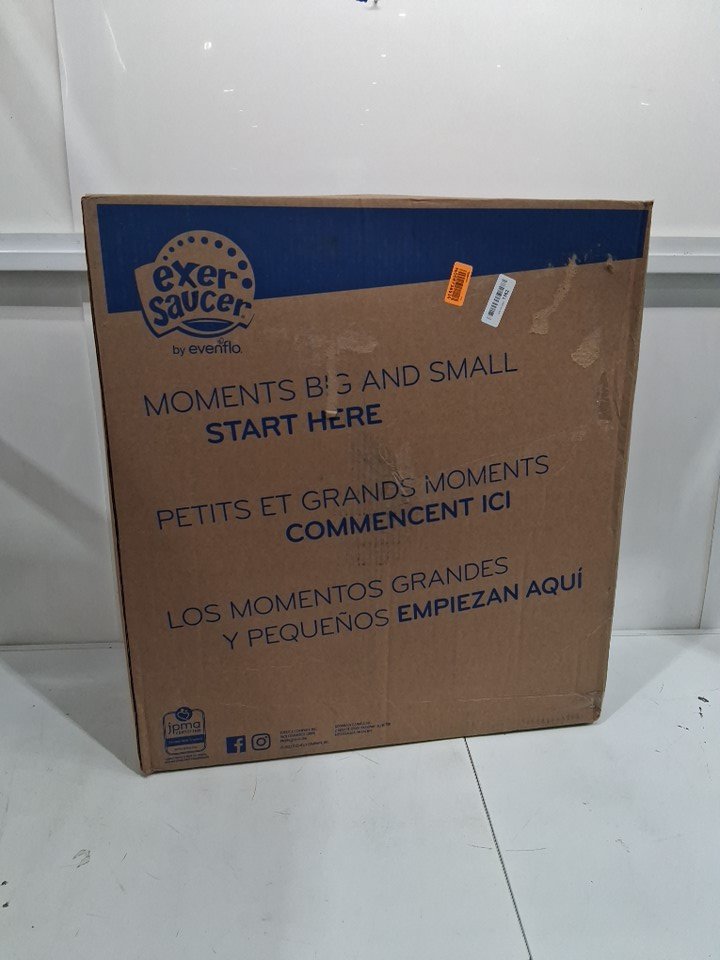 exer
saucer
by evenflo
MOMENTS BIG AND SMALL
START HERE
PETITS ET GRANDS MOMENTS
COMMENCENT ICI
LOS MOMENTOS GRANDES
Y PEQUEÑOS EMPIEZAN AQUÍ
jpma